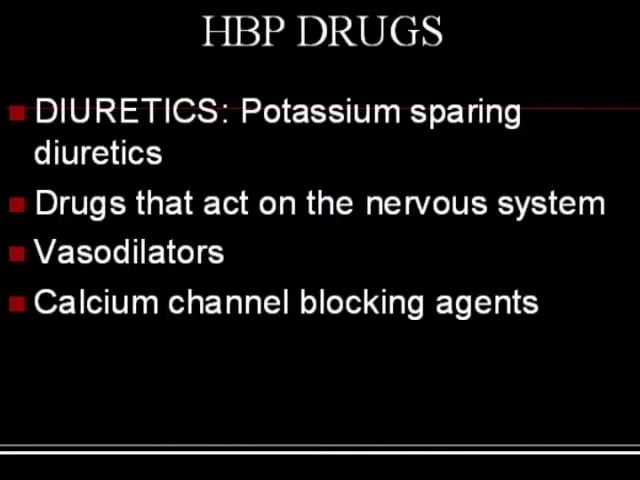 HBP DRUGS
DIURETICS: Potassium sparing
diuretics
Drugs that act on the nervous system
Vasodilators
Calcium channel blocking agents